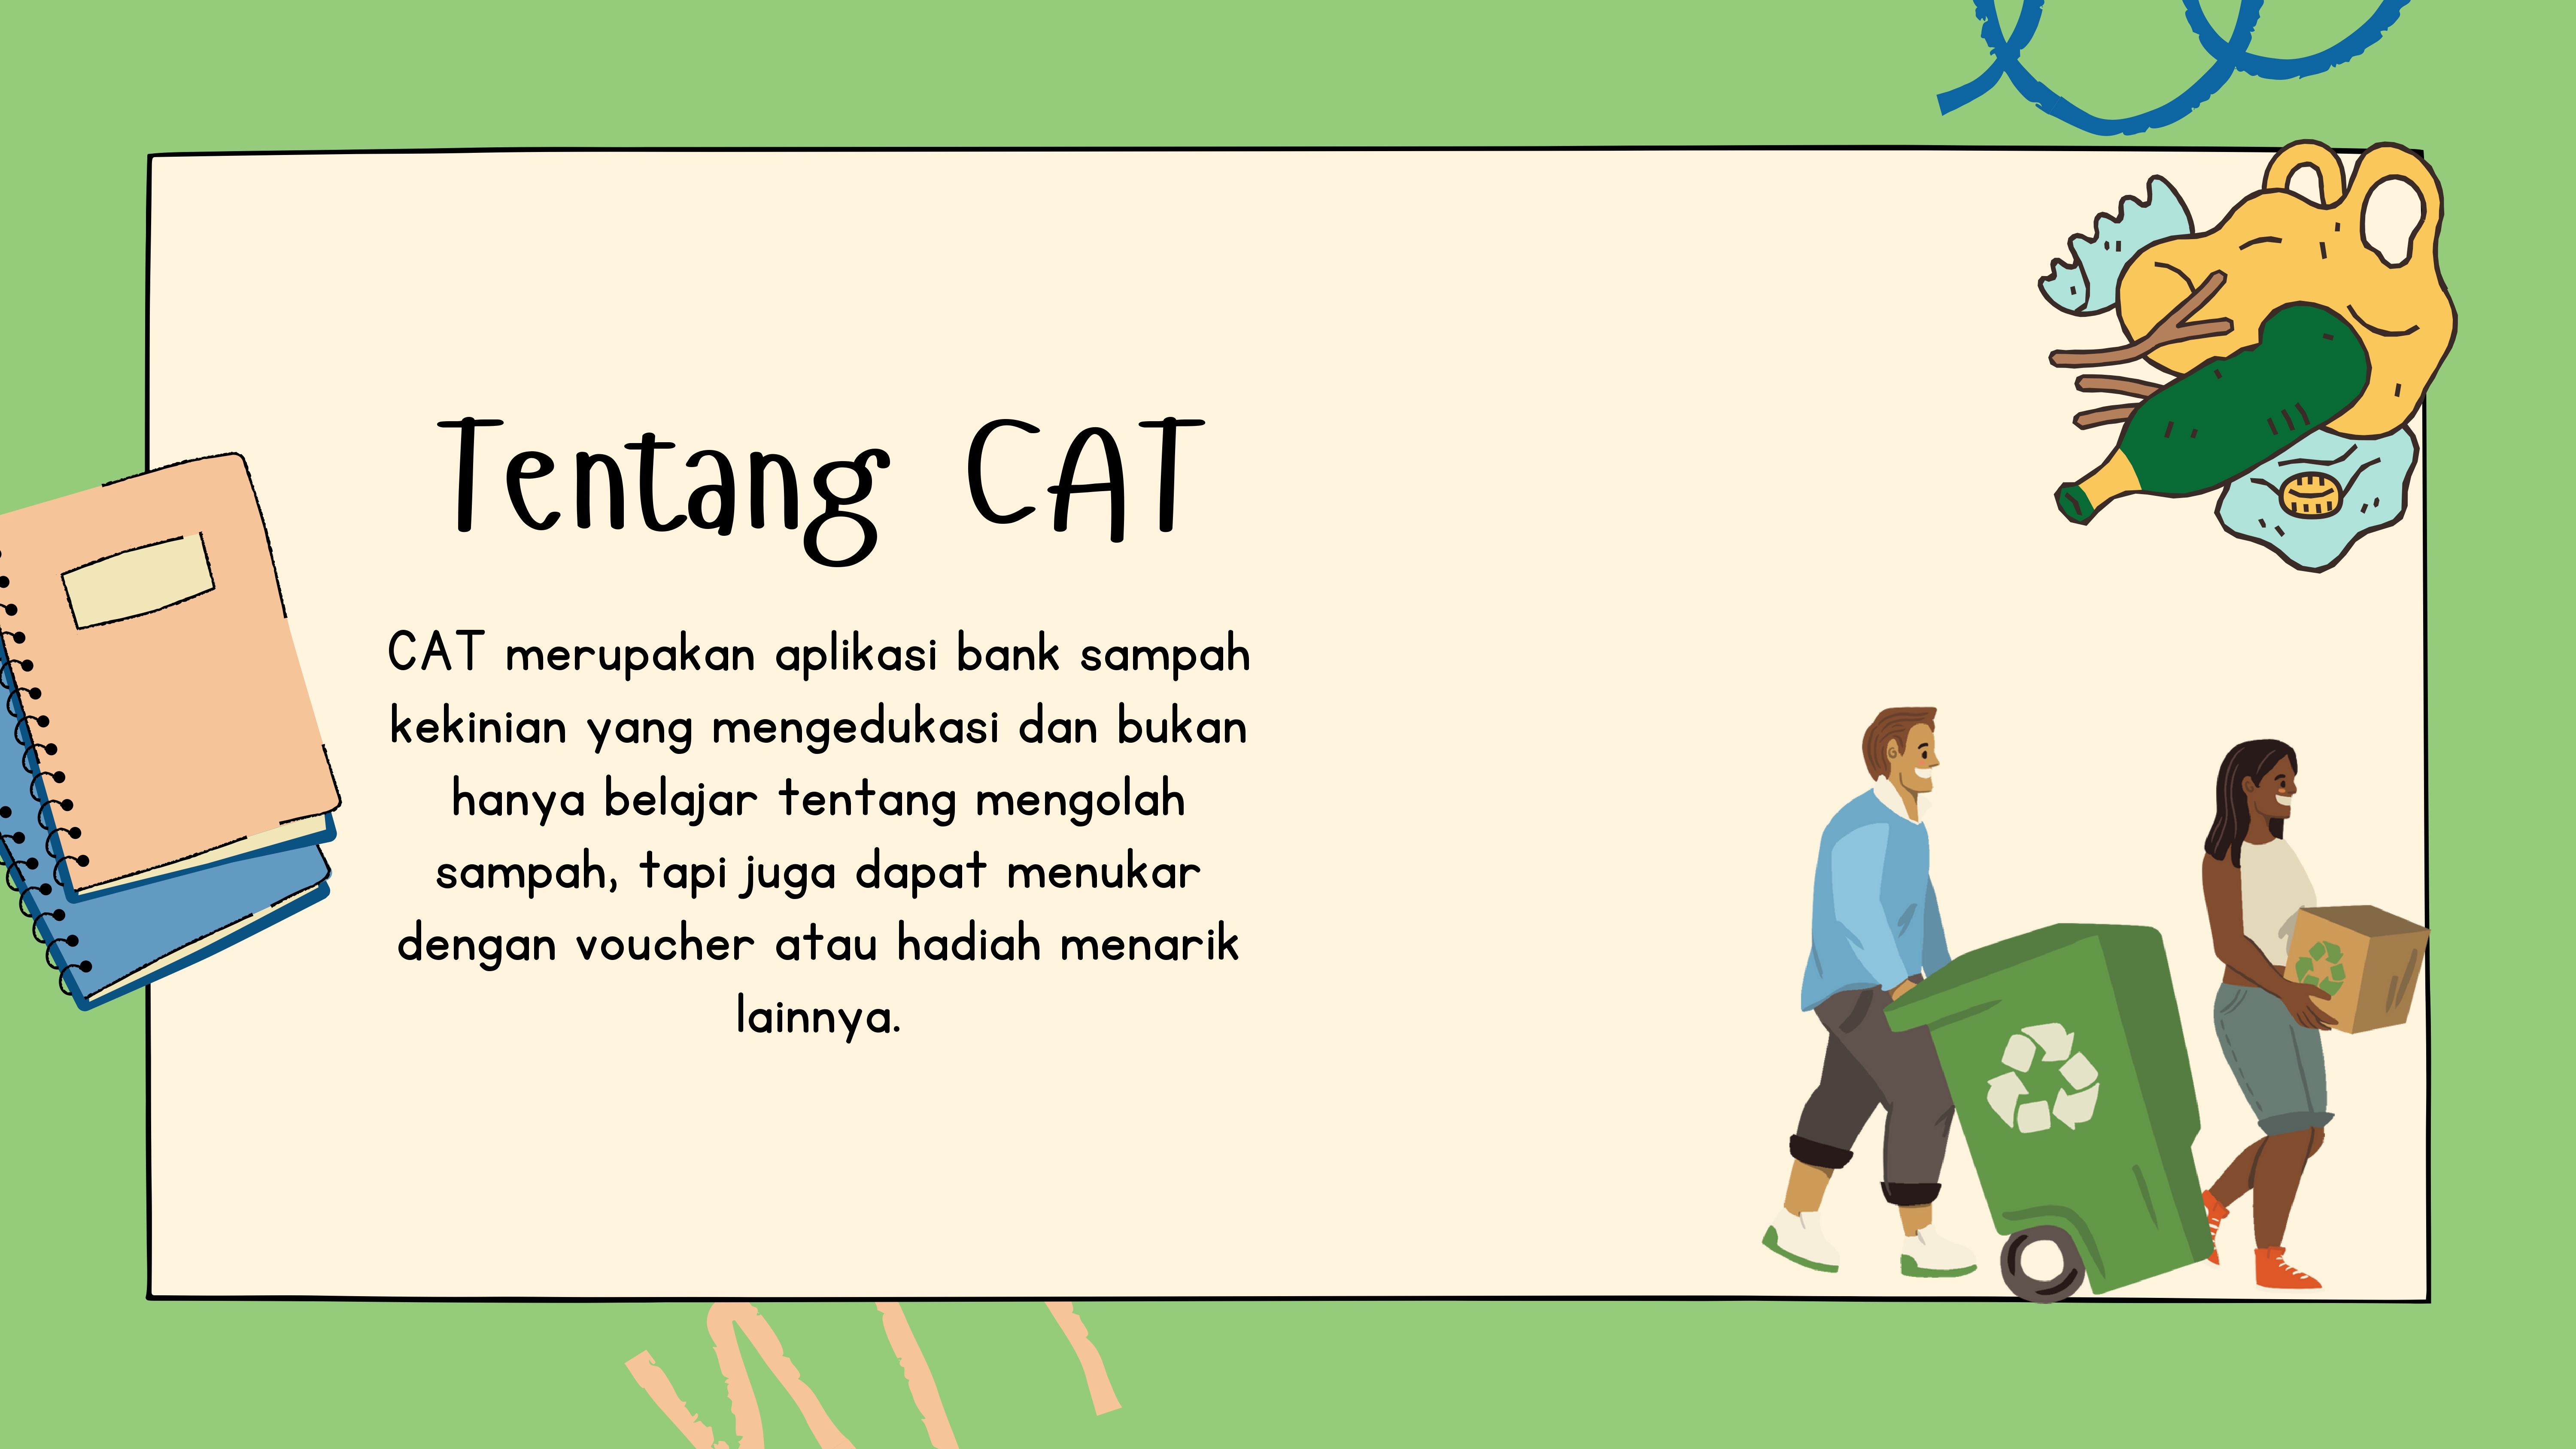 Tentang CAT
CAT merupakan aplikasi bank sampah
kekinian yang mengedukasi dan bukan
hanya belajar tentang mengolah
sampah, tapi juga dapat menukar
dengan voucher atau hadiah menarik
lainnya.